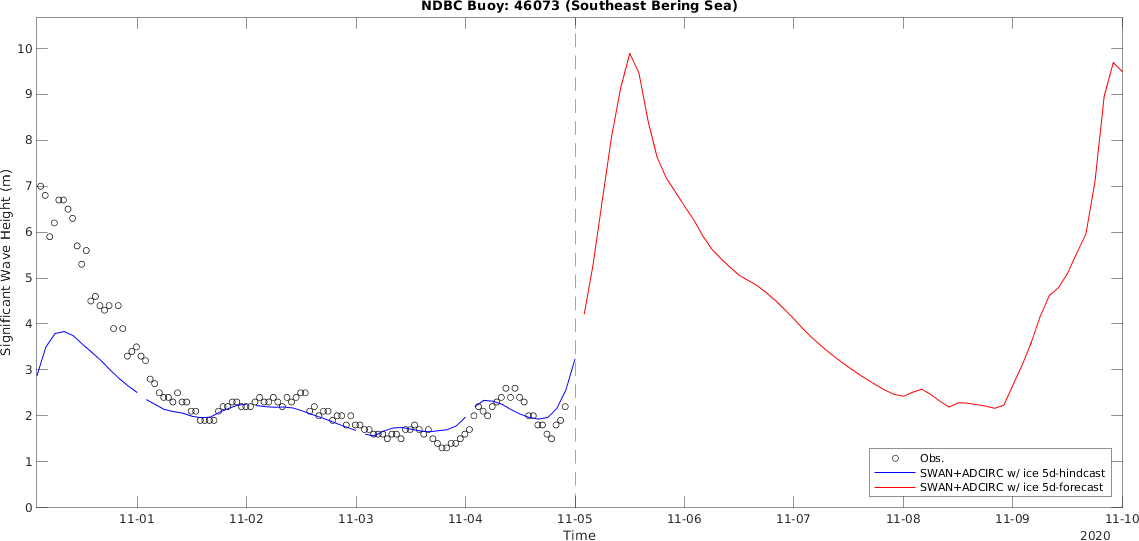 NDBC Buoy: 46073 (Southeast Bering Sea)
Significant Wave Height (m)
10
9
8
7
6
5
4
3
2
1
0
11-01 11-02 11-03 11-04 11-05 11-06 11-07 11-08 11-09 11-10
Time
2020
Obs.
SWAN+ADCIRC w/ ice 5d-hindcast
SWAN+ADCIRC w/ ice 5d-forecast